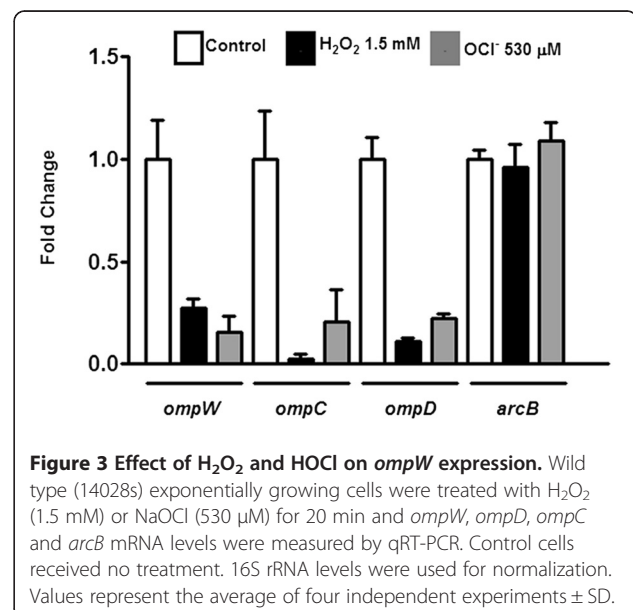 Control H₂O₂ 1.5 mM OCl⁻ 530 µM
1.5
1.0
0.5
0.0
Fold Change
ompW ompC ompD arcB
Figure 3 Effect of H₂O₂ and HOCl on ompW expression. Wild
type (14028s) exponentially growing cells were treated with H₂O₂
(1.5 mM) or NaOCl (530 µM) for 20 min and ompW, ompD, ompC
and arcB mRNA levels were measured by qRT-PCR. Control cells
received no treatment. 16S rRNA levels were used for normalization.
Values represent the average of four independent experiments ± SD.